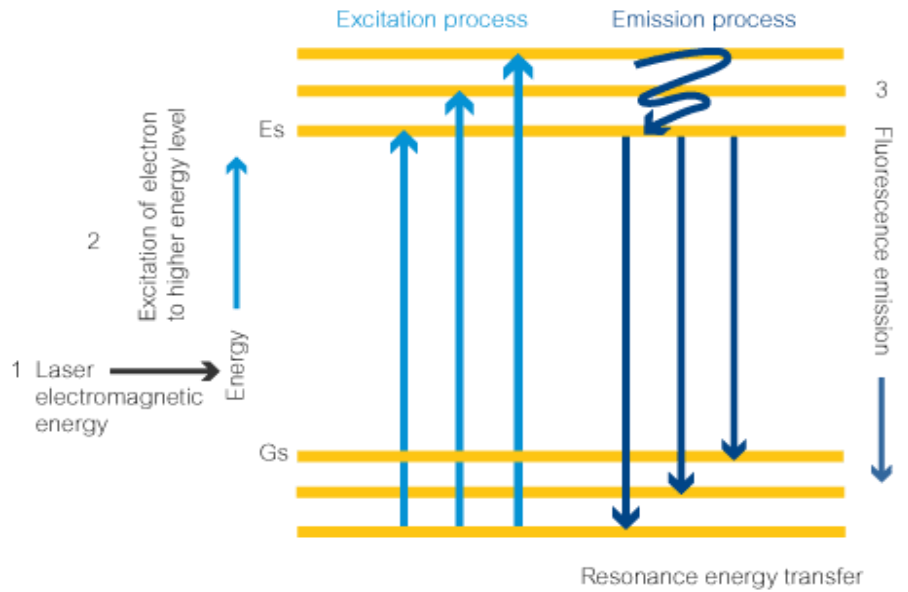 Excitation process
Emission process
Es
3
Fluorescence emission
2
Excitation of electron
to higher energy level
Energy
1 Laser
electromagnetic
energy
Gs
Resonance energy transfer